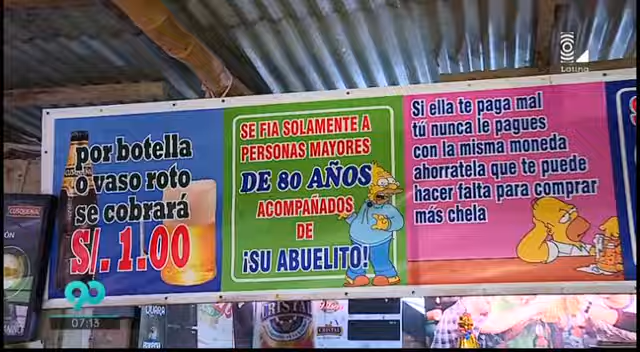 Latina
por botella
o vaso roto
se cobrará
S/. 1.00
SE FIA SOLAMENTE A
PERSONAS MAYORES
DE 80 AÑOS
ACOMPAÑADOS
DE
¡SU ABUELITO!
Si ella te paga mal
tú nunca le pagues
con la misma moneda
ahorratela que te puede
hacer falta para comprar
más chela
CUSQUEÑA
90
07:13
CRISTAL
CRISTAL